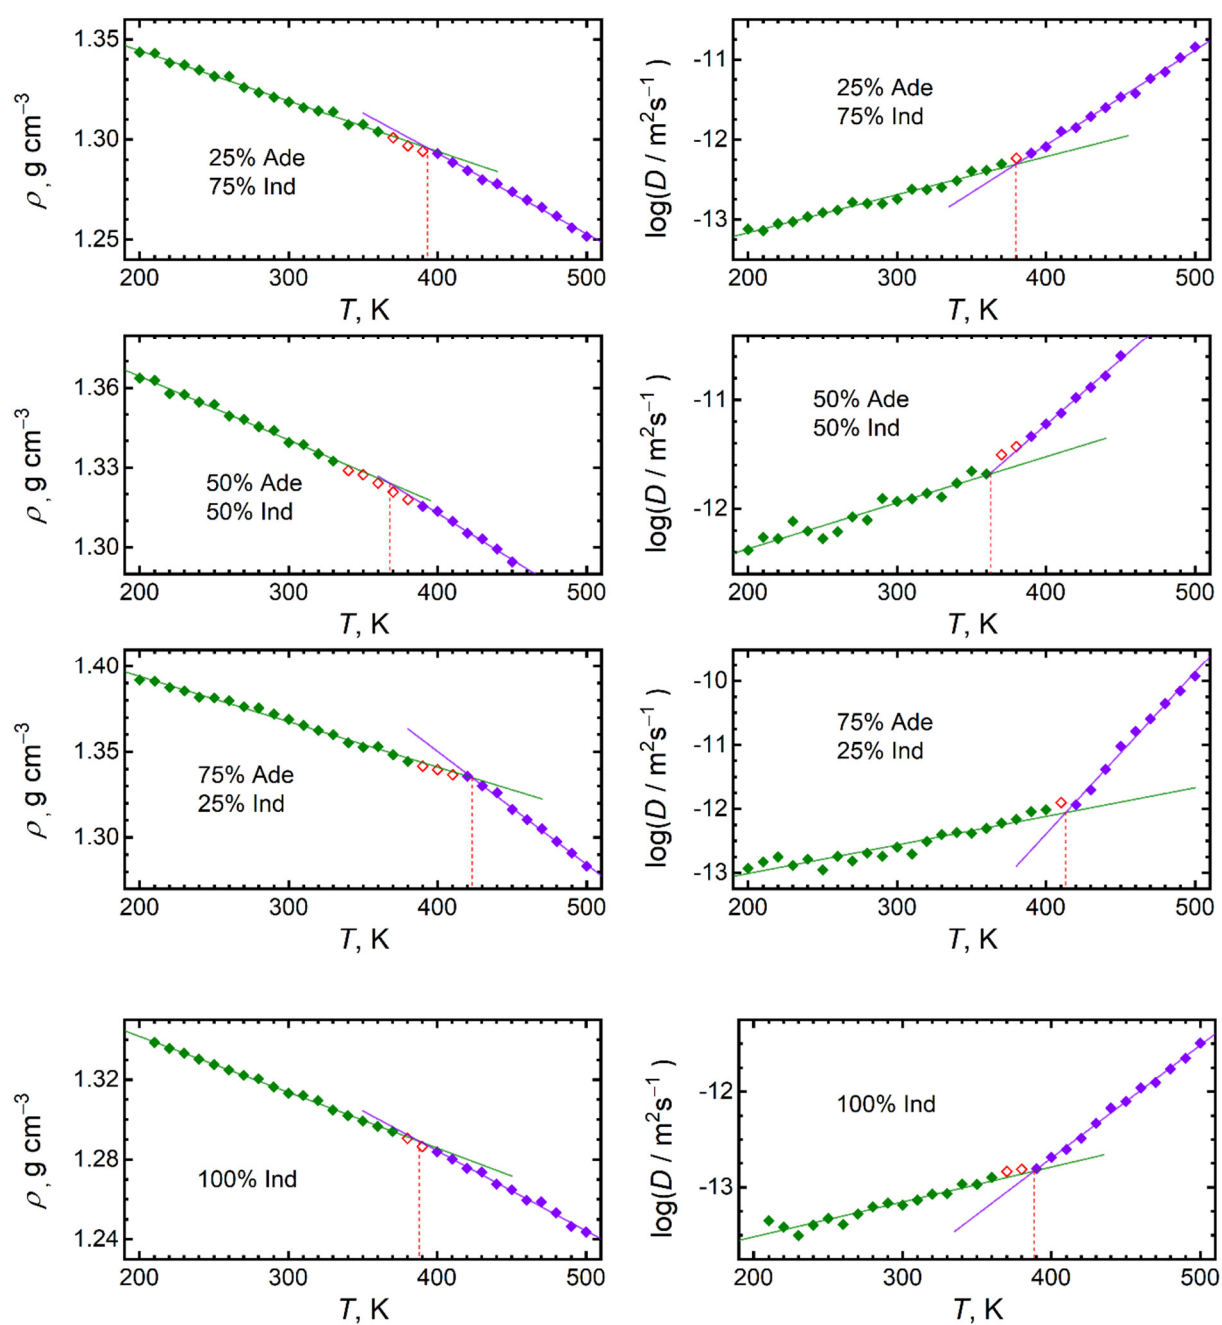 1.35
1.30
1.25
ρ, g cm⁻³
25% Ade
75% Ind
200 300 400 500
T, K
-11
-12
-13
log(D / m²s⁻¹ )
25% Ade
75% Ind
200 300 400 500
T, K
1.36
1.33
1.30
ρ, g cm⁻³
50% Ade
50% Ind
200 300 400 500
T, K
-11
-12
log(D / m²s⁻¹ )
50% Ade
50% Ind
200 300 400 500
T, K
1.40
1.35
1.30
ρ, g cm⁻³
75% Ade
25% Ind
200 300 400 500
T, K
-10
-11
-12
-13
log(D / m²s⁻¹ )
75% Ade
25% Ind
200 300 400 500
T, K
1.32
1.28
1.24
ρ, g cm⁻³
100% Ind
200 300 400 500
T, K
-12
-13
log(D / m²s⁻¹ )
100% Ind
200 300 400 500
T, K